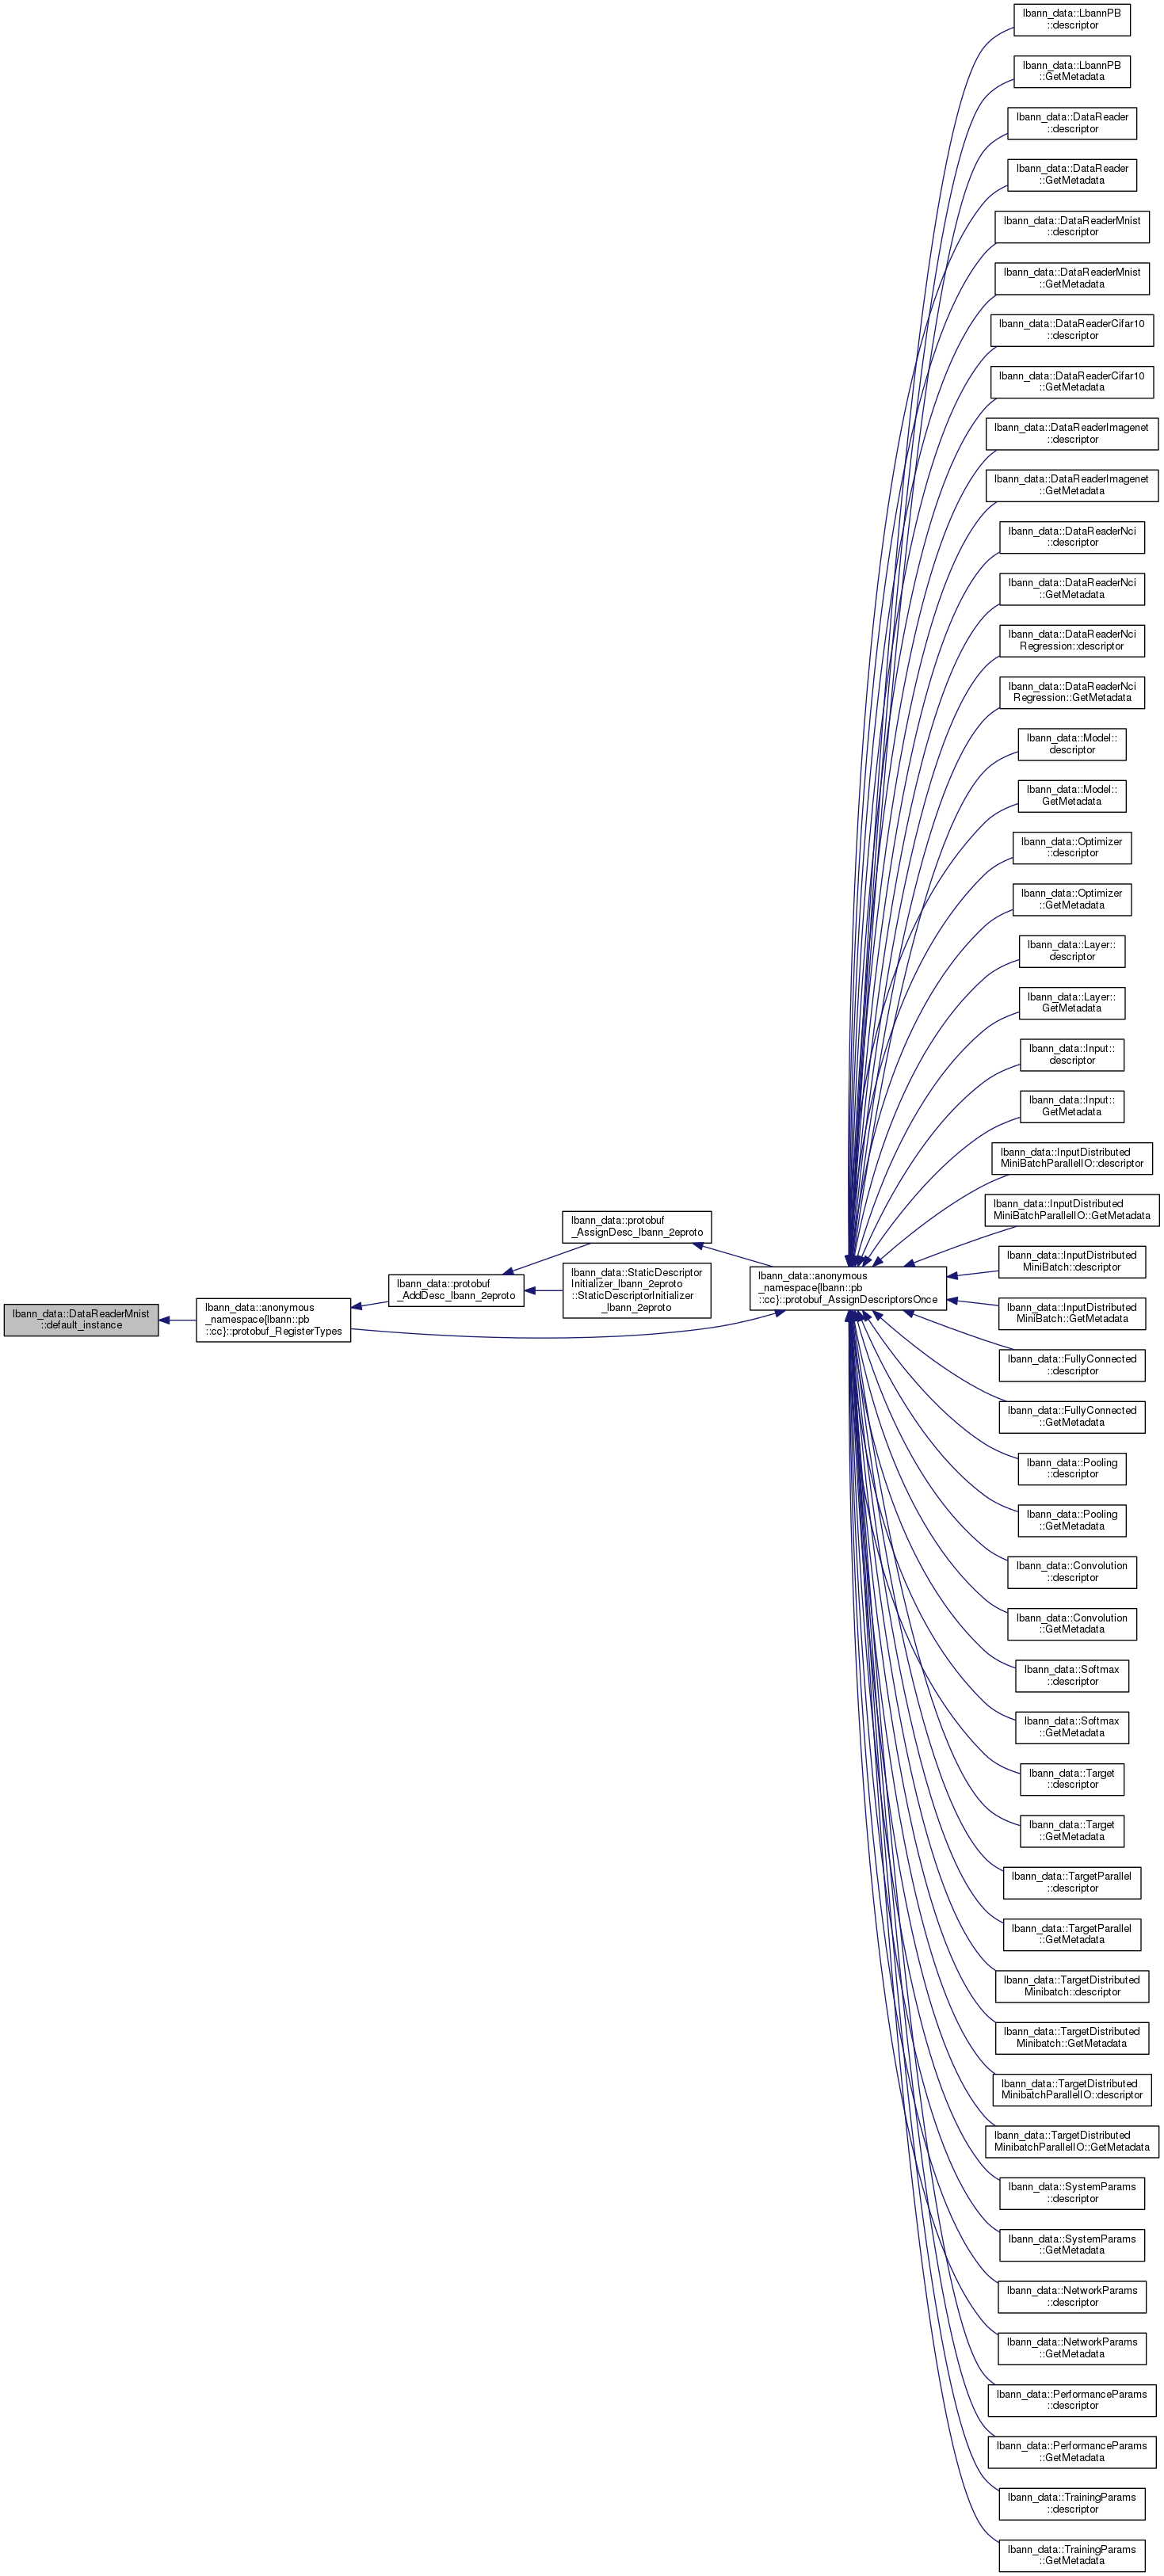 lbann_data::DataReaderMnist
::default_instance
lbann_data::anonymous
_namespace{lbann::pb
::cc}::protobuf_RegisterTypes
lbann_data::protobuf
_AddDesc_lbann_2eproto
lbann_data::protobuf
_AssignDesc_lbann_2eproto
lbann_data::StaticDescriptor
Initializer_lbann_2eproto
::StaticDescriptorInitializer
_lbann_2eproto
lbann_data::anonymous
_namespace{lbann::pb
::cc}::protobuf_AssignDescriptorsOnce
lbann_data::LbannPB
::descriptor
lbann_data::LbannPB
::GetMetadata
lbann_data::DataReader
::descriptor
lbann_data::DataReader
::GetMetadata
lbann_data::DataReaderMnist
::descriptor
lbann_data::DataReaderMnist
::GetMetadata
lbann_data::DataReaderCifar10
::descriptor
lbann_data::DataReaderCifar10
::GetMetadata
lbann_data::DataReaderImagenet
::descriptor
lbann_data::DataReaderImagenet
::GetMetadata
lbann_data::DataReaderNci
::descriptor
lbann_data::DataReaderNci
::GetMetadata
lbann_data::DataReaderNci
Regression::descriptor
lbann_data::DataReaderNci
Regression::GetMetadata
lbann_data::Model::
descriptor
lbann_data::Model::
GetMetadata
lbann_data::Optimizer
::descriptor
lbann_data::Optimizer
::GetMetadata
lbann_data::Layer::
descriptor
lbann_data::Layer::
GetMetadata
lbann_data::Input::
descriptor
lbann_data::Input::
GetMetadata
lbann_data::InputDistributed
MiniBatchParallelIO::descriptor
lbann_data::InputDistributed
MiniBatchParallelIO::GetMetadata
lbann_data::InputDistributed
MiniBatch::descriptor
lbann_data::InputDistributed
MiniBatch::GetMetadata
lbann_data::FullyConnected
::descriptor
lbann_data::FullyConnected
::GetMetadata
lbann_data::Pooling
::descriptor
lbann_data::Pooling
::GetMetadata
lbann_data::Convolution
::descriptor
lbann_data::Convolution
::GetMetadata
lbann_data::Softmax
::descriptor
lbann_data::Softmax
::GetMetadata
lbann_data::Target
::descriptor
lbann_data::Target
::GetMetadata
lbann_data::TargetParallel
::descriptor
lbann_data::TargetParallel
::GetMetadata
lbann_data::TargetDistributed
Minibatch::descriptor
lbann_data::TargetDistributed
Minibatch::GetMetadata
lbann_data::TargetDistributed
MinibatchParallelIO::descriptor
lbann_data::TargetDistributed
MinibatchParallelIO::GetMetadata
lbann_data::SystemParams
::descriptor
lbann_data::SystemParams
::GetMetadata
lbann_data::NetworkParams
::descriptor
lbann_data::NetworkParams
::GetMetadata
lbann_data::PerformanceParams
::descriptor
lbann_data::PerformanceParams
::GetMetadata
lbann_data::TrainingParams
::descriptor
lbann_data::TrainingParams
::GetMetadata